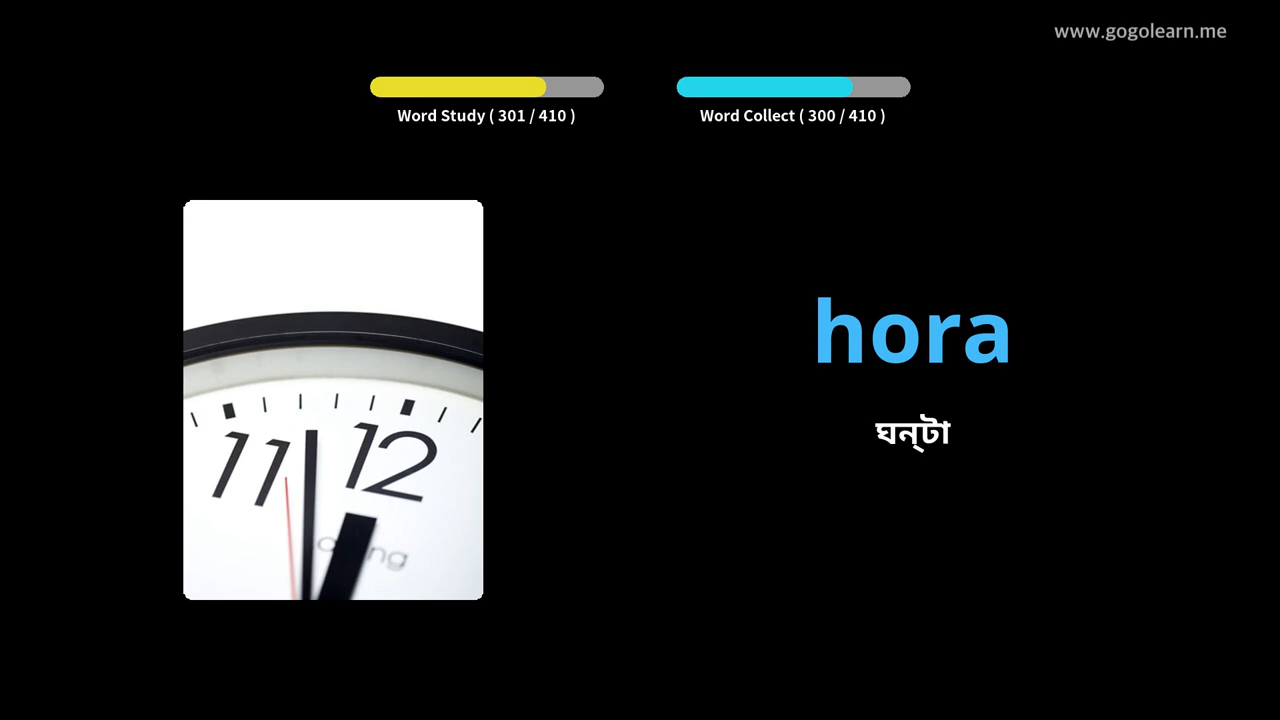 www.gogolearn.me
Word Study ( 301 / 410 )
Word Collect ( 300 / 410 )
11 12
hora
ঘন্‌টা